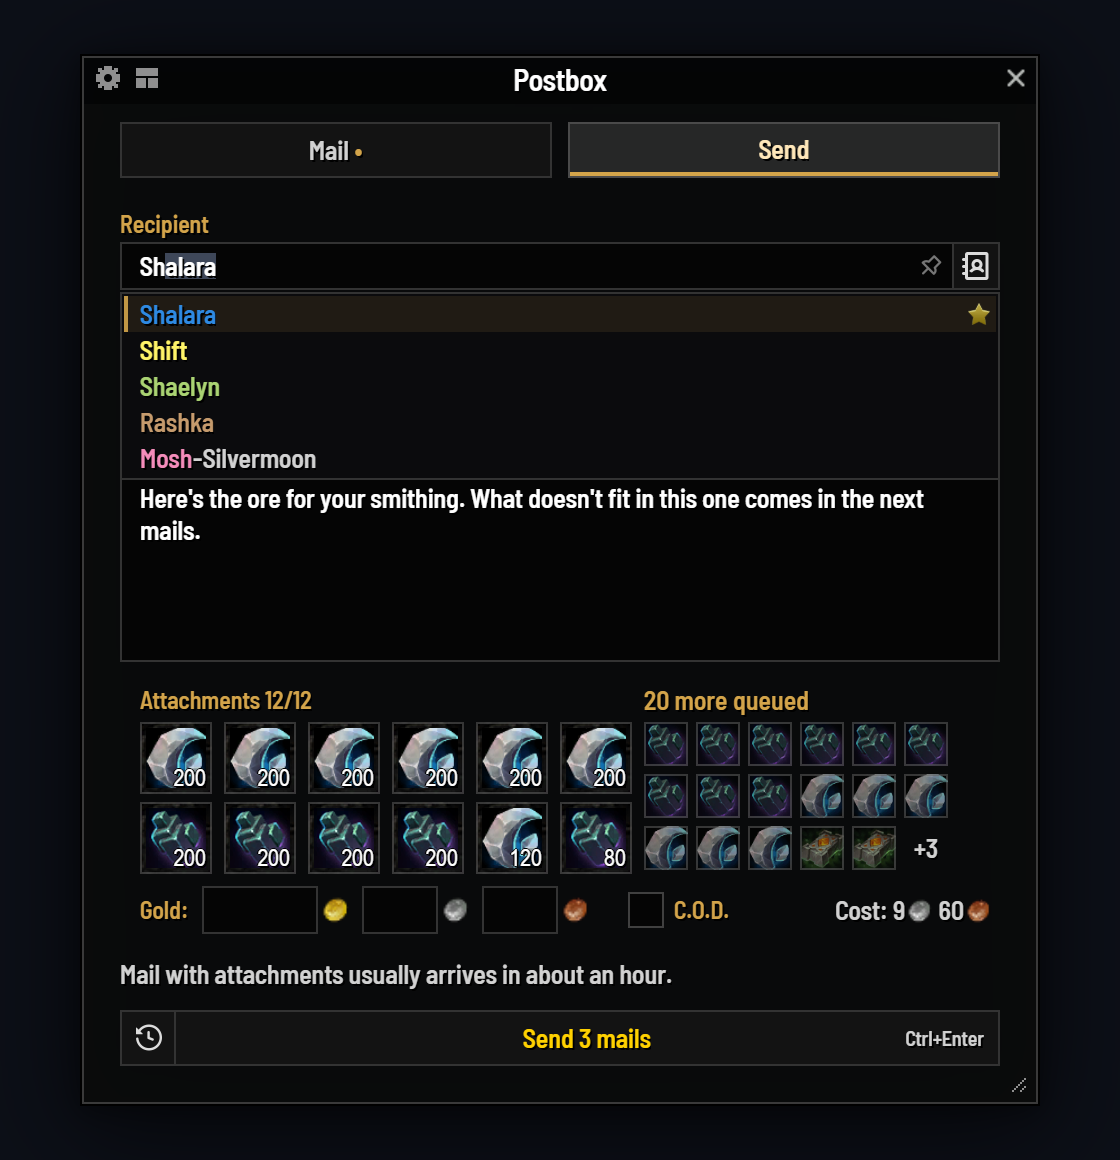 Postbox
Mail
Send
Recipient
Shalara
Shalara
Shift
Shaelyn
Rashka
Mosh-Silvermoon
Here's the ore for your smithing. What doesn't fit in this one comes in the next
mails.
Attachments 12/12
20 more queued
200 200 200 200 200 200
200 200 200 200 120 80
+3
Gold:
C.O.D.
Cost: 9 60
Mail with attachments usually arrives in about an hour.
Send 3 mails
Ctrl+Enter